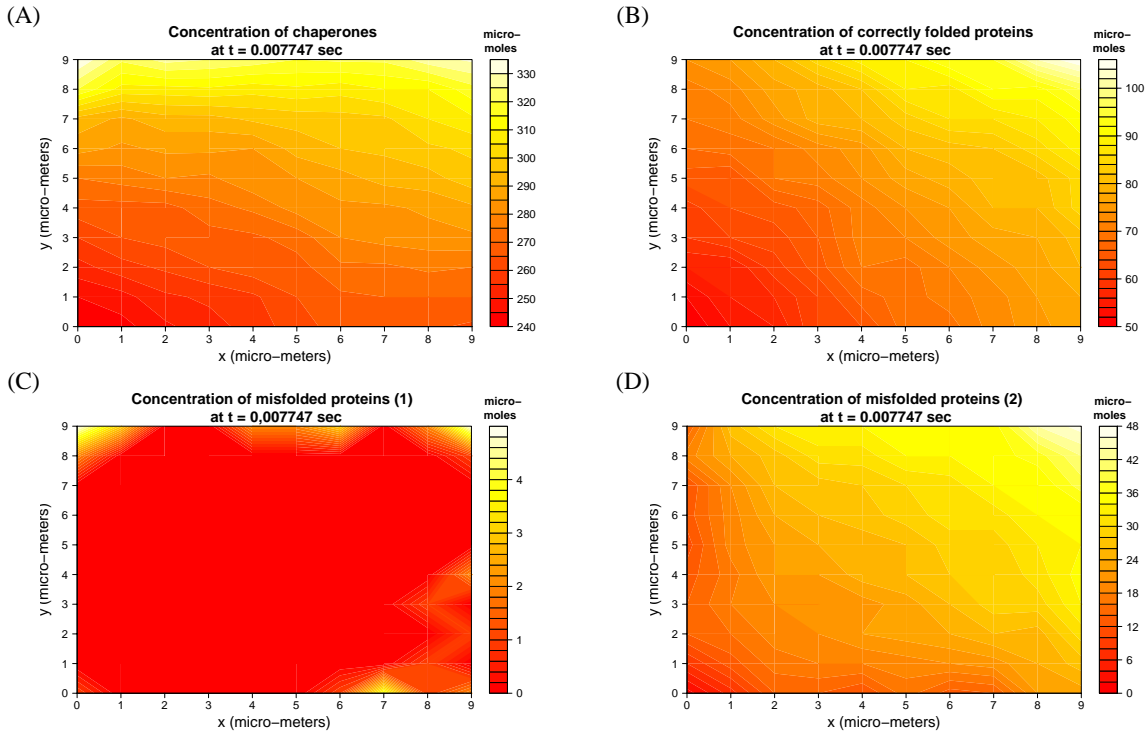 (A)
Concentration of chaperones
at t = 0.007747 sec
micro−
moles
9
8
7
6
5
4
3
2
1
0
y (micro−meters)
0 1 2 3 4 5 6 7 8 9
x (micro−meters)
330
320
310
300
290
280
270
260
250
240
(B)
Concentration of correctly folded proteins
at t = 0.007747 sec
micro−
moles
9
8
7
6
5
4
3
2
1
0
y (micro−meters)
0 1 2 3 4 5 6 7 8 9
x (micro−meters)
100
90
80
70
60
50
(C)
Concentration of misfolded proteins (1)
at t = 0,007747 sec
micro−
moles
9
8
7
6
5
4
3
2
1
0
y (micro−meters)
0 1 2 3 4 5 6 7 8 9
x (micro−meters)
4
3
2
1
0
(D)
Concentration of misfolded proteins (2)
at t = 0.007747 sec
micro−
moles
9
8
7
6
5
4
3
2
1
0
y (micro−meters)
0 1 2 3 4 5 6 7 8 9
x (micro−meters)
48
42
36
30
24
18
12
6
0